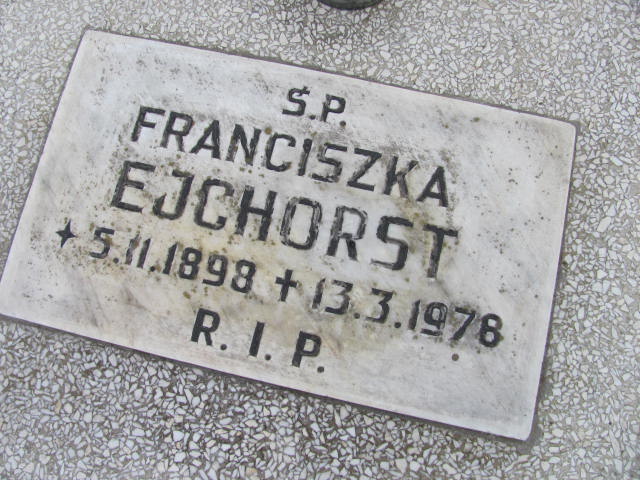 Ś.P.
FRANCISZKA
EJCHORST
✦ 5.11.1898 ✝ 13.3.1978
R. I. P.